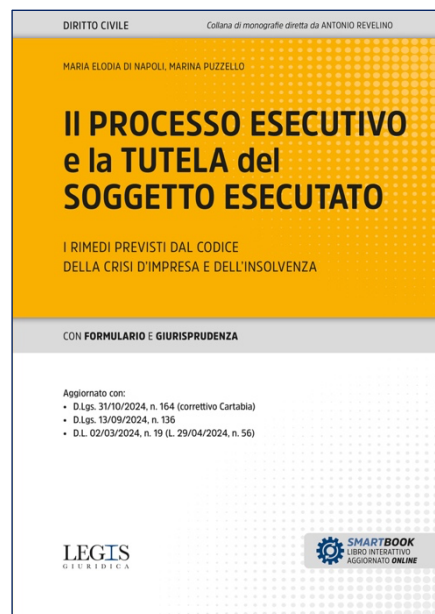 DIRITTO CIVILE
Collana di monografie diretta da ANTONIO REVELINO
MARIA ELODIA DI NAPOLI, MARINA PUZZELLO
Il PROCESSO ESECUTIVO
e la TUTELA del
SOGGETTO ESECUTATO
I RIMEDI PREVISTI DAL CODICE
DELLA CRISI D'IMPRESA E DELL'INSOLVENZA
CON FORMULARIO E GIURISPRUDENZA
Aggiornato con:
• D.Lgs. 31/10/2024, n. 164 (correttivo Cartabia)
• D.Lgs. 13/09/2024, n. 136
• D.L. 02/03/2024, n. 19 (L. 29/04/2024, n. 56)
LEGIS
GIURIDICA
SMARTBOOK
LIBRO INTERATTIVO
AGGIORNATO ONLINE